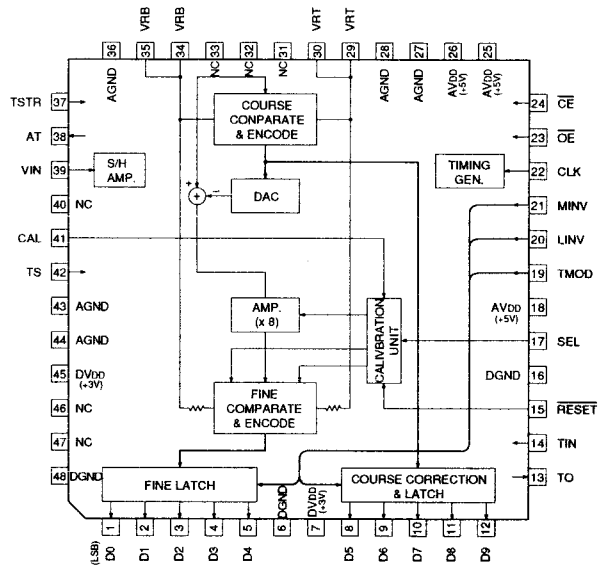 VRB
VRB
VRT
VRT
36
35
34
33
32
31
30
29
28
27
26
25
AGND
NC
NC
NC
AGND
AGND
AVDD
(+5V)
AVDD
(+5V)
TSTR 37
AT 38
VIN 39
40 NC
CAL 41
TS 42
43 AGND
44 AGND
45 DVDD
(+3V)
46 NC
47 NC
48 DGND
COURSE
CONPARATE
& ENCODE
S/H
AMP.
TIMING
GEN.
+
+
−
DAC
AMP.
(x 8)
CALIVBRATION
UNIT
FINE
COMPARATE
& ENCODE
FINE LATCH
COURSE CORRECTION
& LATCH
24 CE
23 OE
22 CLK
21 MINV
20 LINV
19 TMOD
AVDD 18
(+5V)
17 SEL
DGND 16
15 RESET
14 TIN
13 TO
DGND
DVDD
(+3V)
1
2
3
4
5
6
7
8
9
10
11
12
(LSB)
D0
D1
D2
D3
D4
D5
D6
D7
D8
D9